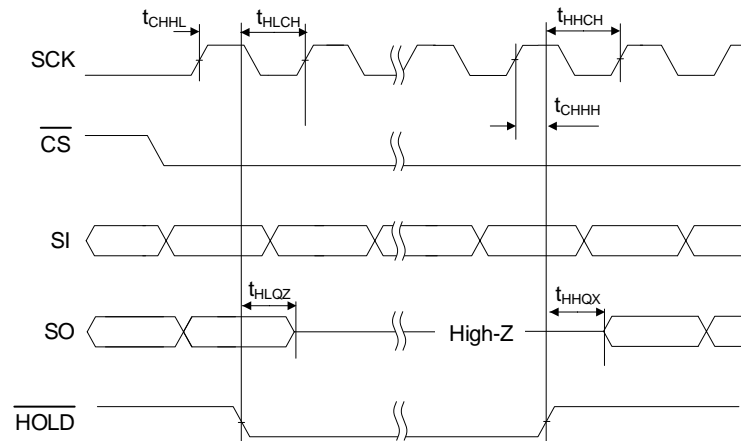 tCHHL
tHLCH
tHHCH
SCK
tCHHH
CS
SI
tHLQZ
tHHQX
SO
High-Z
HOLD